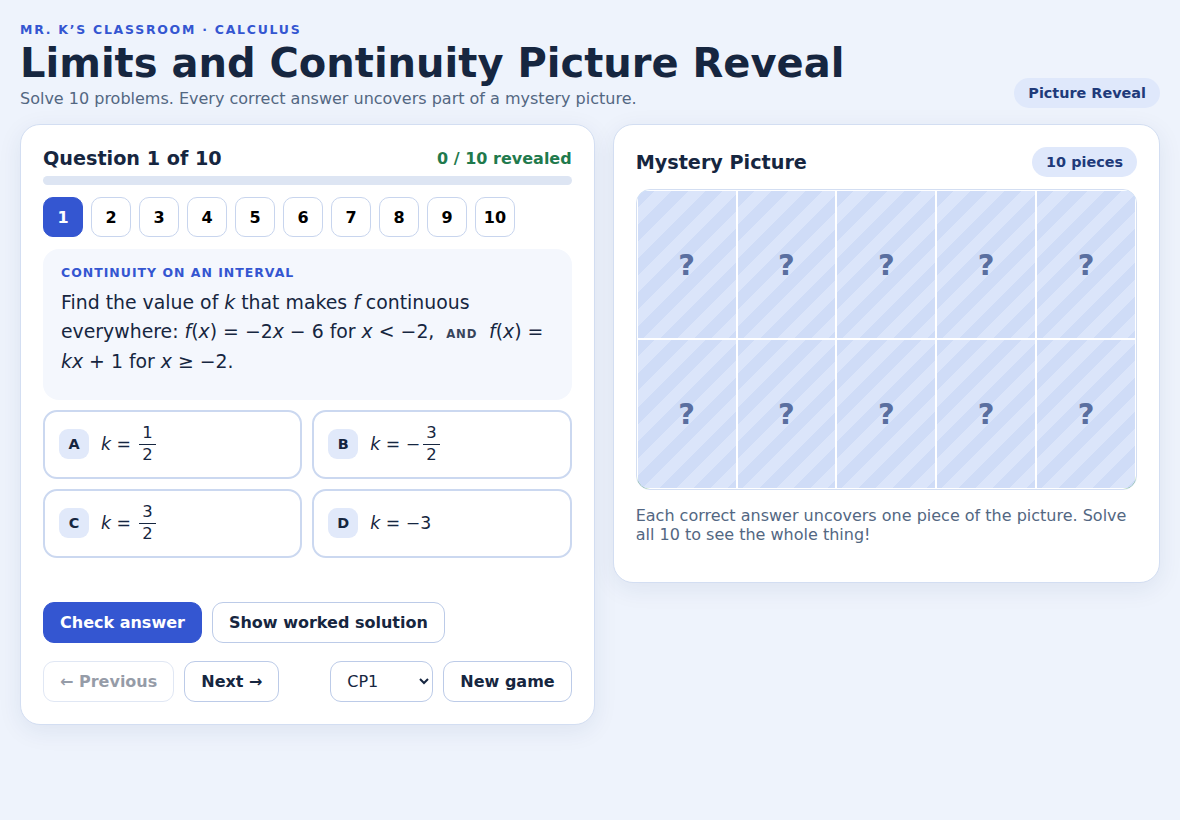 MR. K'S CLASSROOM · CALCULUS
Limits and Continuity Picture Reveal
Solve 10 problems. Every correct answer uncovers part of a mystery picture.
Picture Reveal
Question 1 of 10
0 / 10 revealed
1 2 3 4 5 6 7 8 9 10
CONTINUITY ON AN INTERVAL
Find the value of k that makes f continuous
everywhere: f(x) = −2x − 6 for x < −2, AND f(x) =
kx + 1 for x ≥ −2.
A k = 1/2
B k = −3/2
C k = 3/2
D k = −3
Check answer
Show worked solution
← Previous
Next →
CP1
New game
Mystery Picture
10 pieces
? ? ? ? ?
? ? ? ? ?
Each correct answer uncovers one piece of the picture. Solve
all 10 to see the whole thing!